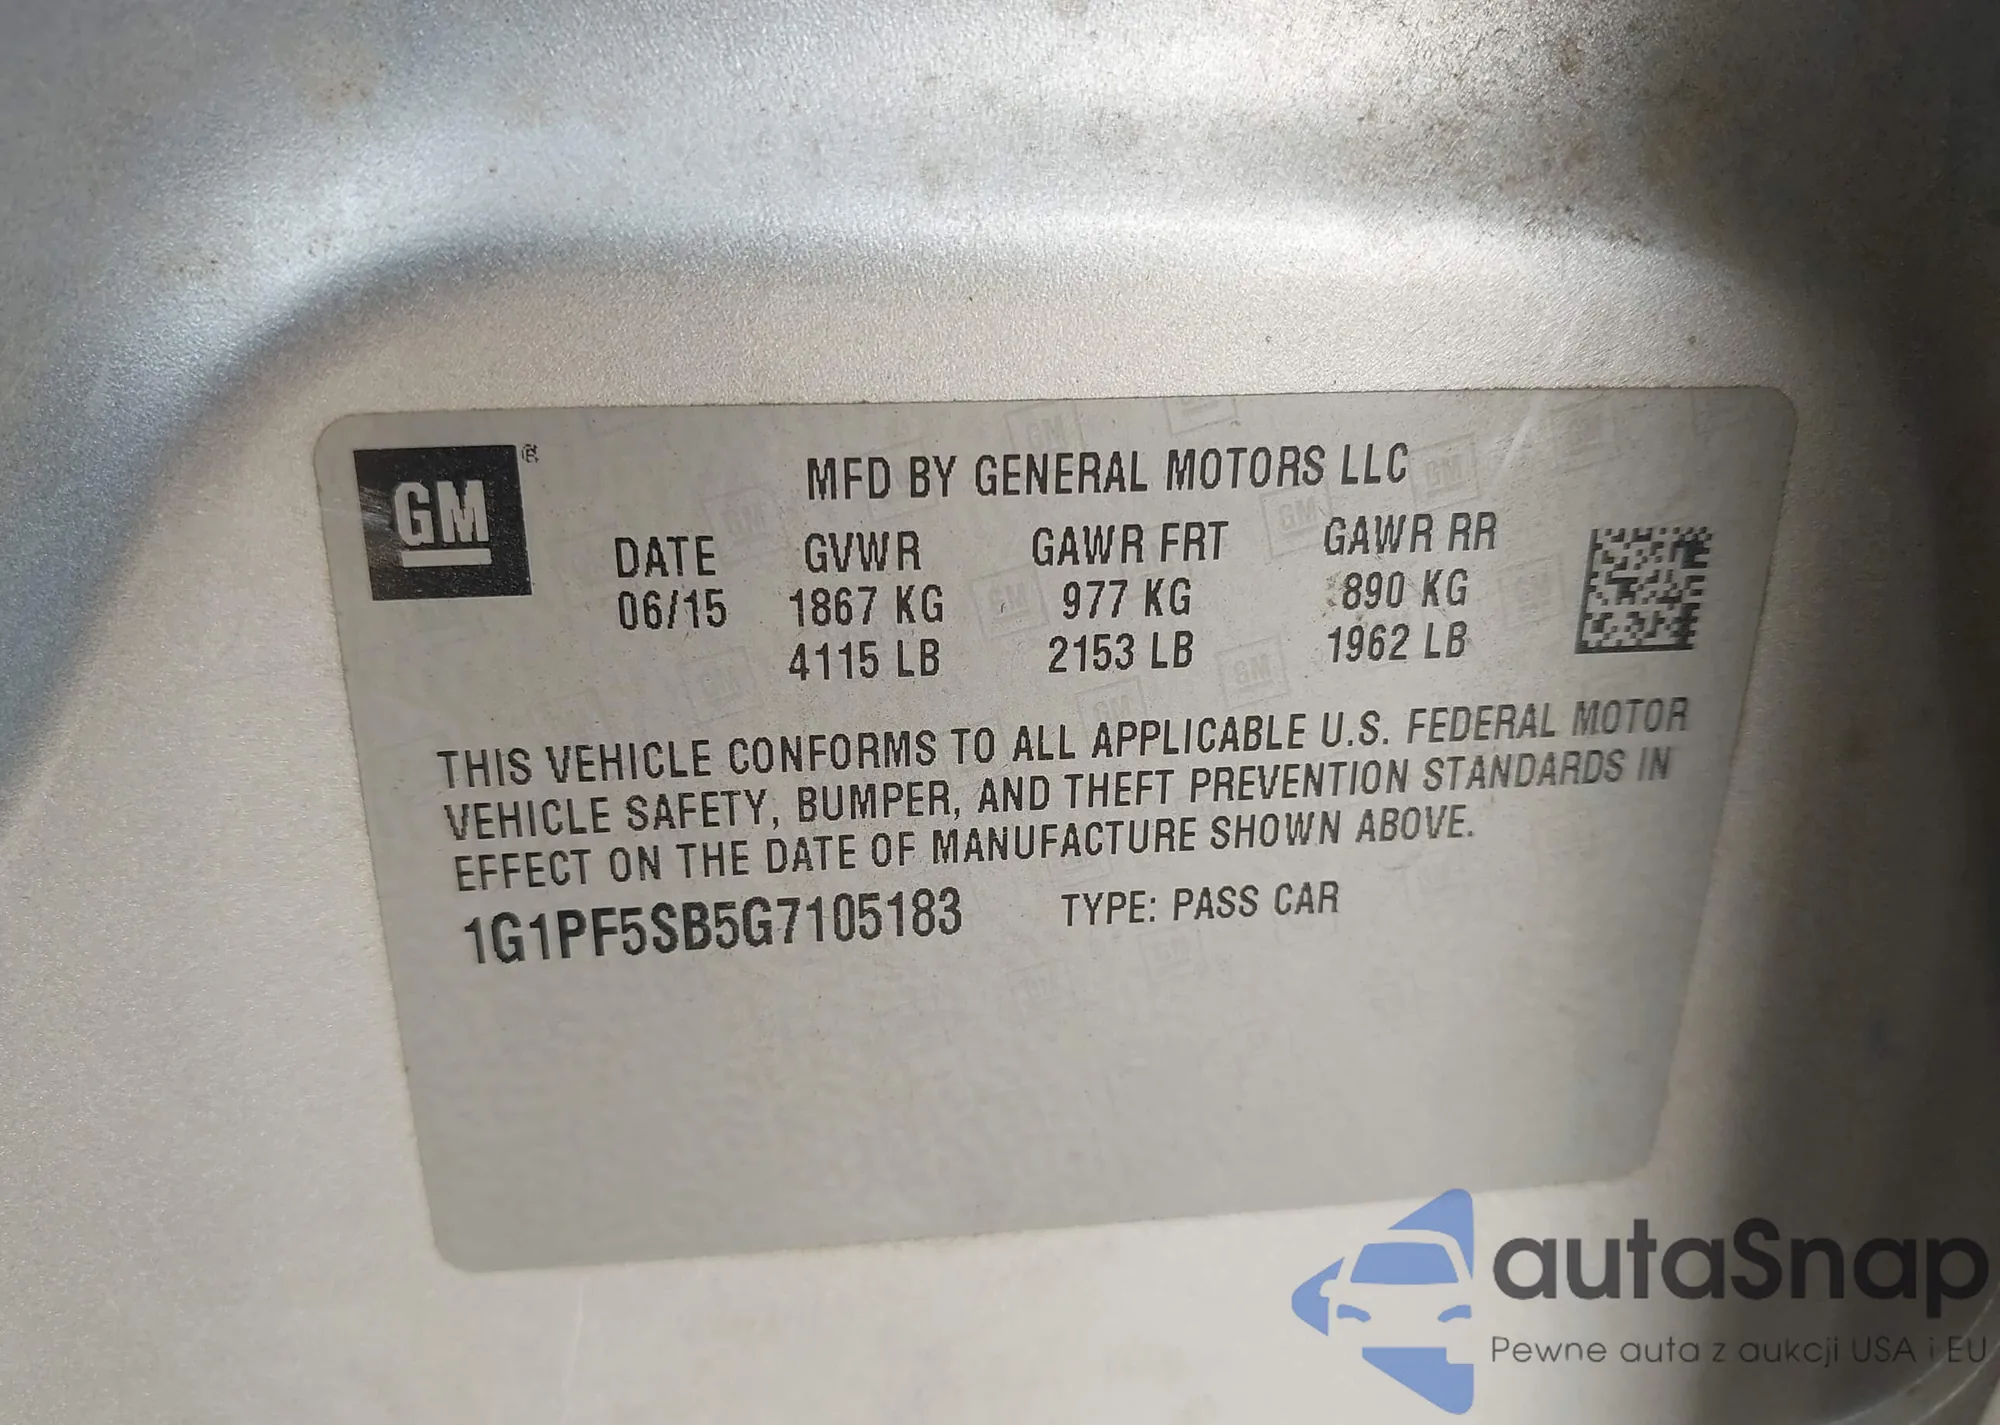 GM ®
MFD BY GENERAL MOTORS LLC
DATE GVWR GAWR FRT GAWR RR
06/15 1867 KG 977 KG 890 KG
4115 LB 2153 LB 1962 LB
THIS VEHICLE CONFORMS TO ALL APPLICABLE U.S. FEDERAL MOTOR
VEHICLE SAFETY, BUMPER, AND THEFT PREVENTION STANDARDS IN
EFFECT ON THE DATE OF MANUFACTURE SHOWN ABOVE.
1G1PF5SB5G7105183 TYPE: PASS CAR
autaSnap
Pewne auta z aukcji USA i EU